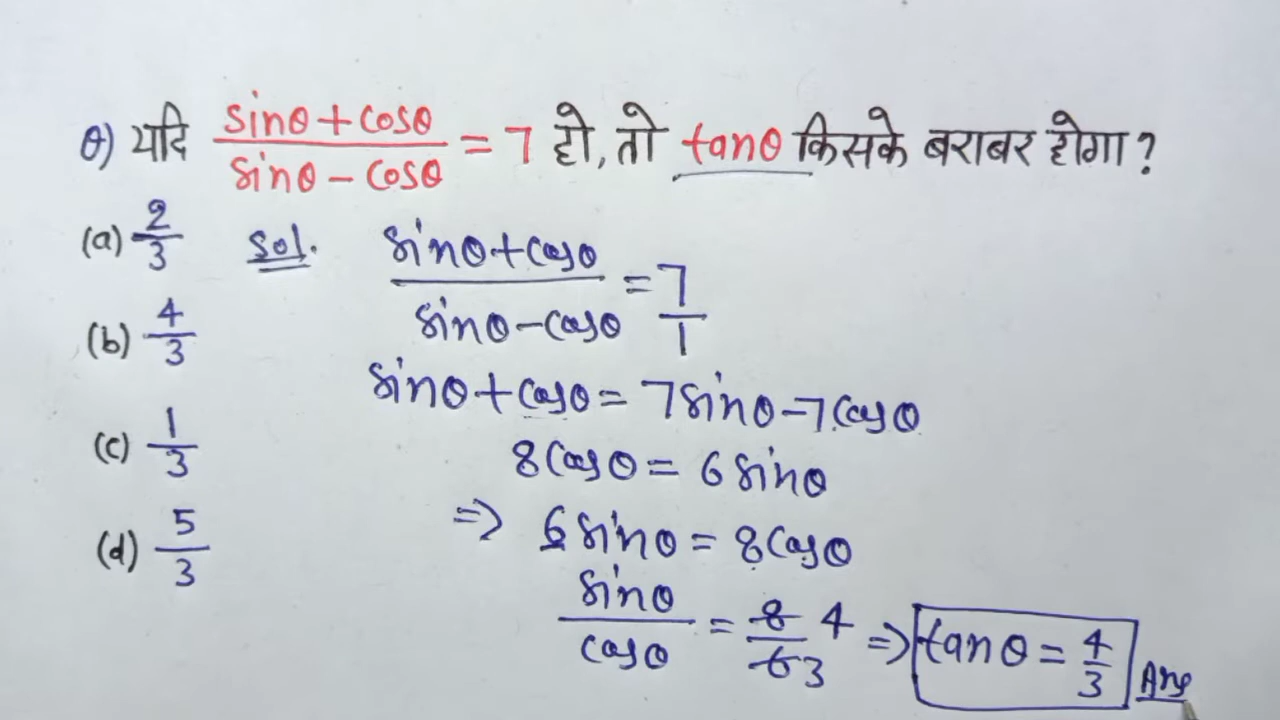 Q) यदि (sinθ+cosθ)/(sinθ-cosθ) = 7 हो, तो tanθ किसके बराबर होगा?
(a) 2/3
(b) 4/3
(c) 1/3
(d) 5/3
Sol. (sinθ+cosθ)/(sinθ-cosθ) = 7/1
sinθ+cosθ = 7sinθ-7cosθ
8cosθ = 6sinθ
=> 6sinθ = 8cosθ
sinθ/cosθ = 8/6 4/3 => tanθ = 4/3 Ans